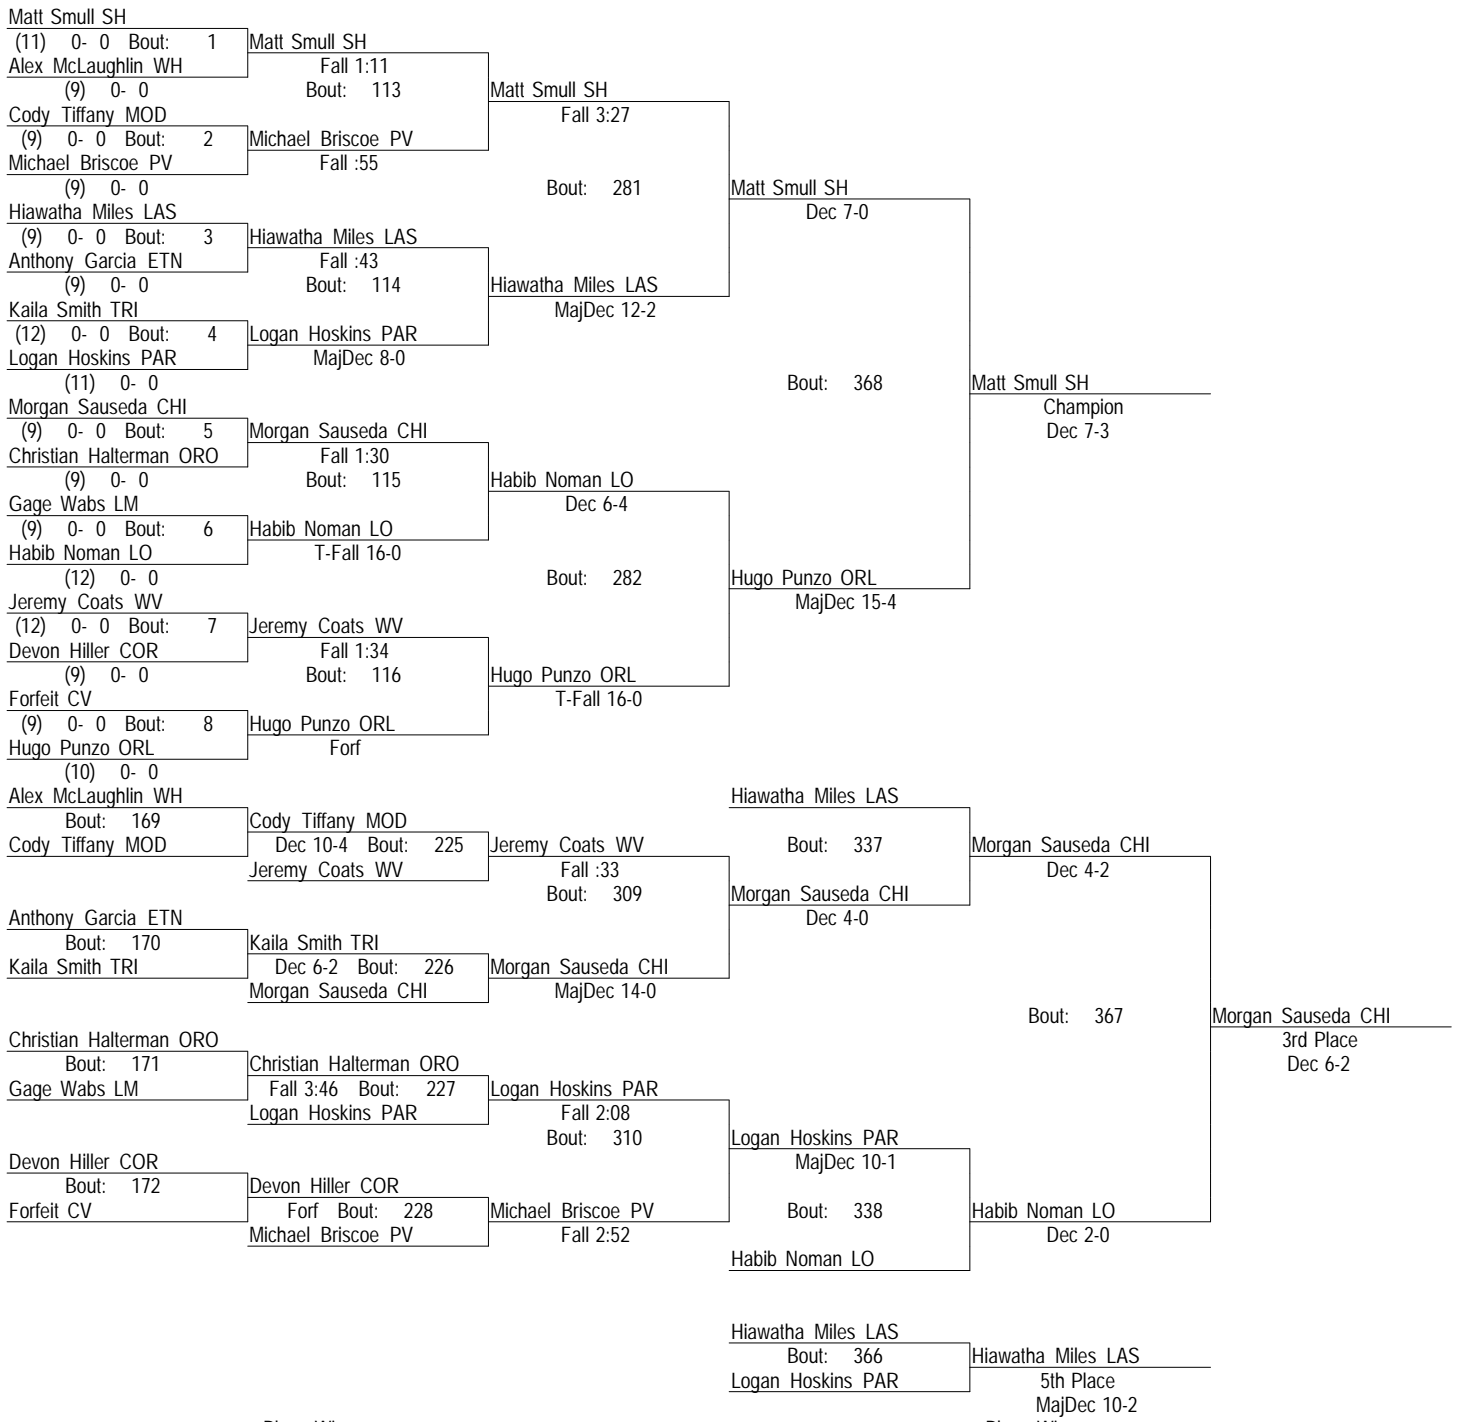 Matt Smull SH
(11) 0- 0 Bout: 1 Matt Smull SH
Alex McLaughlin WH Fall 1:11
(9) 0- 0 Bout: 113 Matt Smull SH
Cody Tiffany MOD Fall 3:27
(9) 0- 0 Bout: 2 Michael Briscoe PV
Michael Briscoe PV Fall :55
(9) 0- 0 Bout: 281 Matt Smull SH
Hiawatha Miles LAS Dec 7-0
(9) 0- 0 Bout: 3 Hiawatha Miles LAS
Anthony Garcia ETN Fall :43
(9) 0- 0 Bout: 114 Hiawatha Miles LAS
Kaila Smith TRI MajDec 12-2
(12) 0- 0 Bout: 4 Logan Hoskins PAR
Logan Hoskins PAR MajDec 8-0
(11) 0- 0 Bout: 368 Matt Smull SH
Morgan Sauseda CHI Champion
(9) 0- 0 Bout: 5 Morgan Sauseda CHI Dec 7-3
Christian Halterman ORO Fall 1:30
(9) 0- 0 Bout: 115 Habib Noman LO
Gage Wabs LM Dec 6-4
(9) 0- 0 Bout: 6 Habib Noman LO
Habib Noman LO T-Fall 16-0
(12) 0- 0 Bout: 282 Hugo Punzo ORL
Jeremy Coats WV MajDec 15-4
(12) 0- 0 Bout: 7 Jeremy Coats WV
Devon Hiller COR Fall 1:34
(9) 0- 0 Bout: 116 Hugo Punzo ORL
Forfeit CV T-Fall 16-0
(9) 0- 0 Bout: 8 Hugo Punzo ORL
Hugo Punzo ORL Forf
(10) 0- 0
Alex McLaughlin WH Hiawatha Miles LAS
Bout: 169 Cody Tiffany MOD
Cody Tiffany MOD Dec 10-4 Bout: 225 Jeremy Coats WV Bout: 337 Morgan Sauseda CHI
Jeremy Coats WV Fall :33 Dec 4-2
Bout: 309 Morgan Sauseda CHI
Anthony Garcia ETN Dec 4-0
Bout: 170 Kaila Smith TRI
Kaila Smith TRI Dec 6-2 Bout: 226 Morgan Sauseda CHI
Morgan Sauseda CHI MajDec 14-0
Bout: 367 Morgan Sauseda CHI
Christian Halterman ORO 3rd Place
Bout: 171 Christian Halterman ORO Dec 6-2
Gage Wabs LM Fall 3:46 Bout: 227 Logan Hoskins PAR
Logan Hoskins PAR Fall 2:08
Bout: 310 Logan Hoskins PAR
Devon Hiller COR MajDec 10-1
Bout: 172 Devon Hiller COR
Forfeit CV Forf Bout: 228 Michael Briscoe PV Bout: 338 Habib Noman LO
Michael Briscoe PV Fall 2:52 Dec 2-0
Habib Noman LO
Hiawatha Miles LAS
Bout: 366 Hiawatha Miles LAS
Logan Hoskins PAR 5th Place
MajDec 10-2